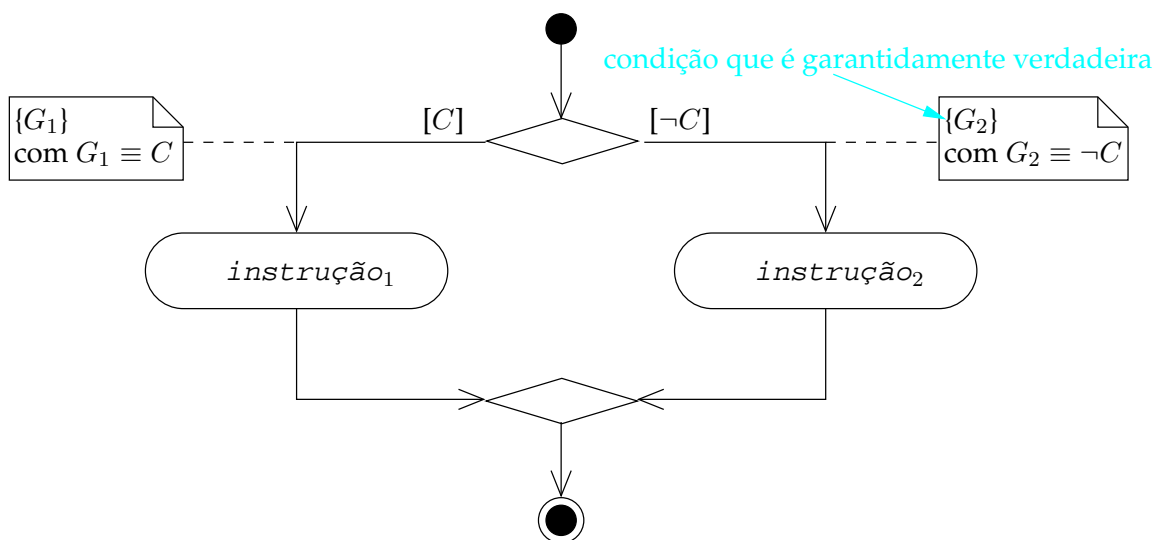 condição que é garantidamente verdadeira
{G₁}
com G₁ ≡ C
[C]
[¬C]
{G₂}
com G₂ ≡ ¬C
instrução₁
instrução₂